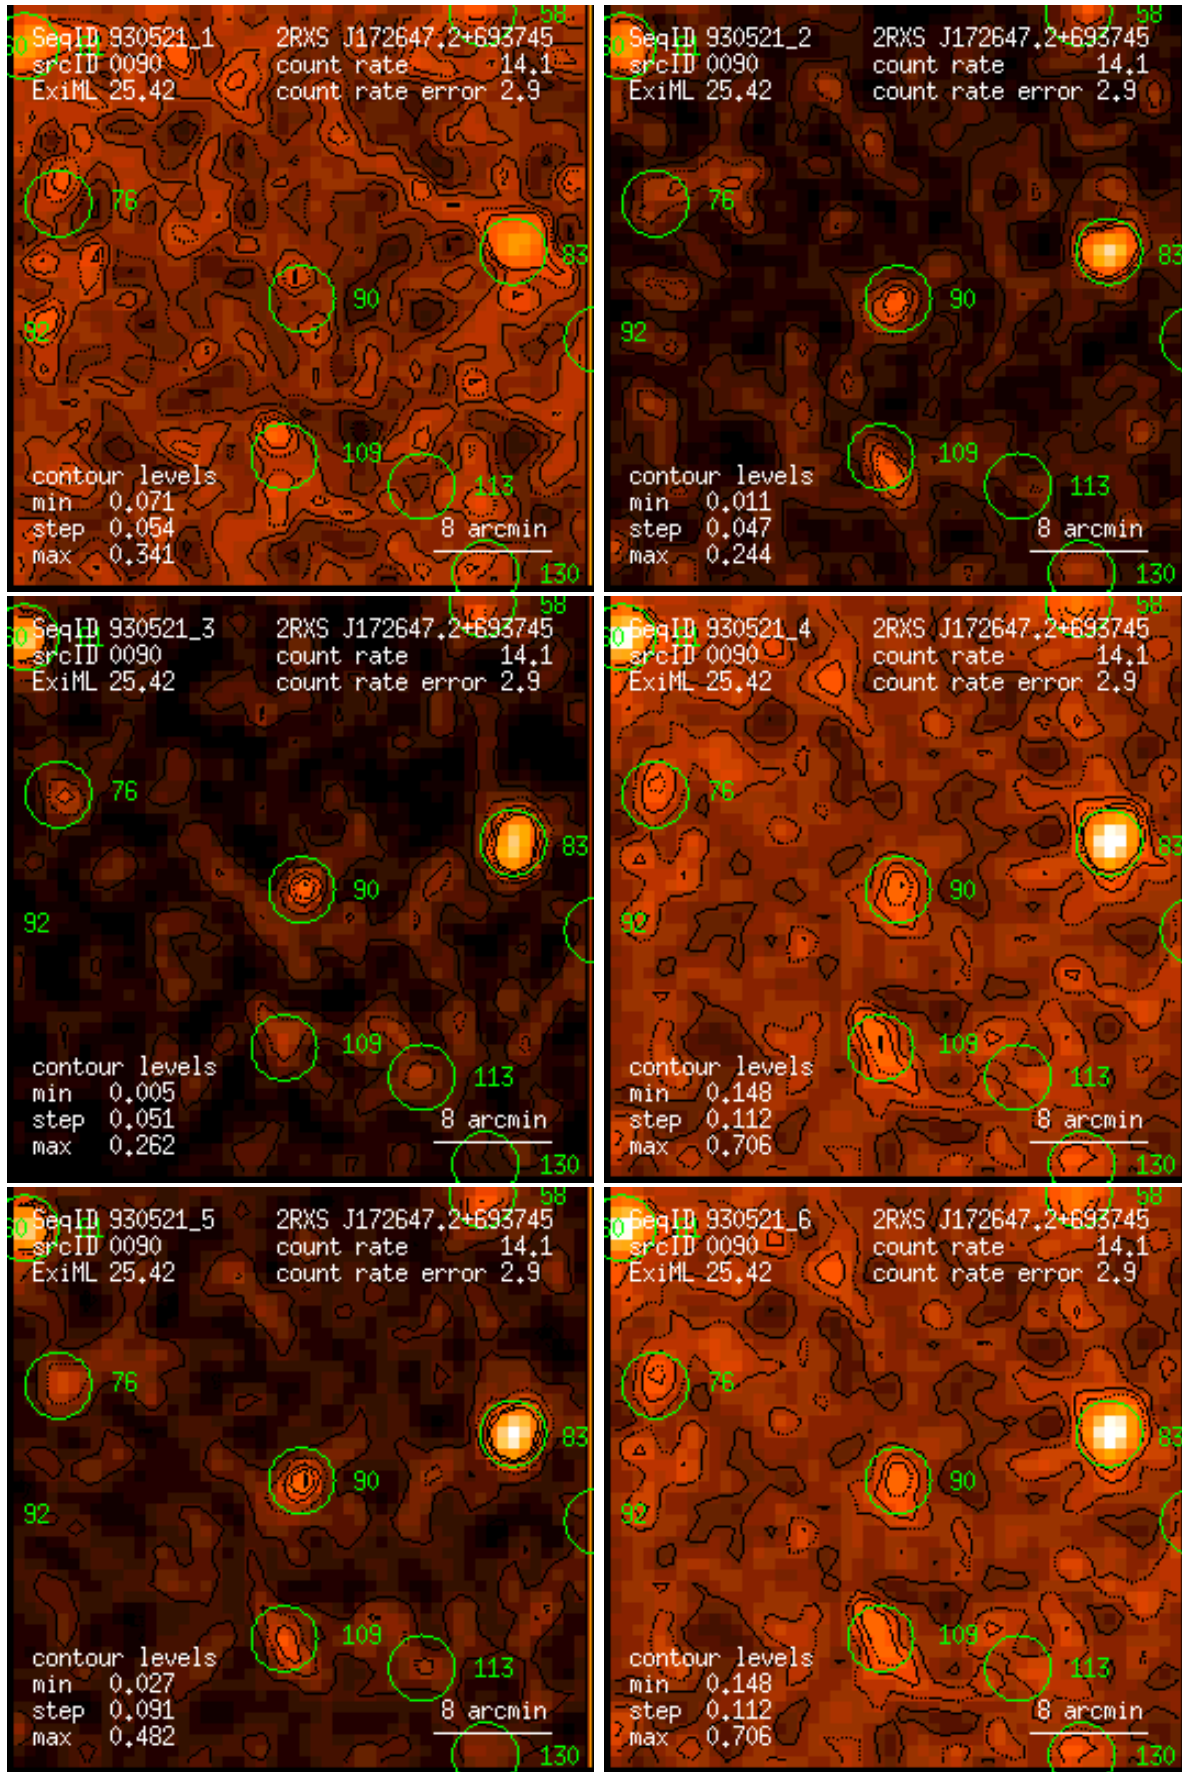 58
60
SeqID 930521_1 2RXS J172647.2+693745
srcID 0090 count rate 14.1
ExiML 25.42 count rate error 2.9
76
83
90
92
109
contour levels
113
min 0.071
step 0.054 8 arcmin
max 0.341
130
58
SeqID 930521_2 2RXS J172647.2+693745
srcID 0090 count rate 14.1
ExiML 25.42 count rate error 2.9
76
83
90
92
109
contour levels
113
min 0.011
step 0.047 8 arcmin
max 0.244
130
58
60
SeqID 930521_3 2RXS J172647.2+693745
srcID 0090 count rate 14.1
ExiML 25.42 count rate error 2.9
76
83
90
92
109
contour levels
113
min 0.005
step 0.051 8 arcmin
max 0.262
130
58
SeqID 930521_4 2RXS J172647.2+693745
srcID 0090 count rate 14.1
ExiML 25.42 count rate error 2.9
76
83
90
92
109
contour levels
113
min 0.148
step 0.112 8 arcmin
max 0.706
130
58
60
SeqID 930521_5 2RXS J172647.2+693745
srcID 0090 count rate 14.1
ExiML 25.42 count rate error 2.9
76
83
90
92
109
contour levels
113
min 0.027
step 0.091 8 arcmin
max 0.482
130
58
SeqID 930521_6 2RXS J172647.2+693745
srcID 0090 count rate 14.1
ExiML 25.42 count rate error 2.9
76
83
90
92
109
contour levels
113
min 0.148
step 0.112 8 arcmin
max 0.706
130